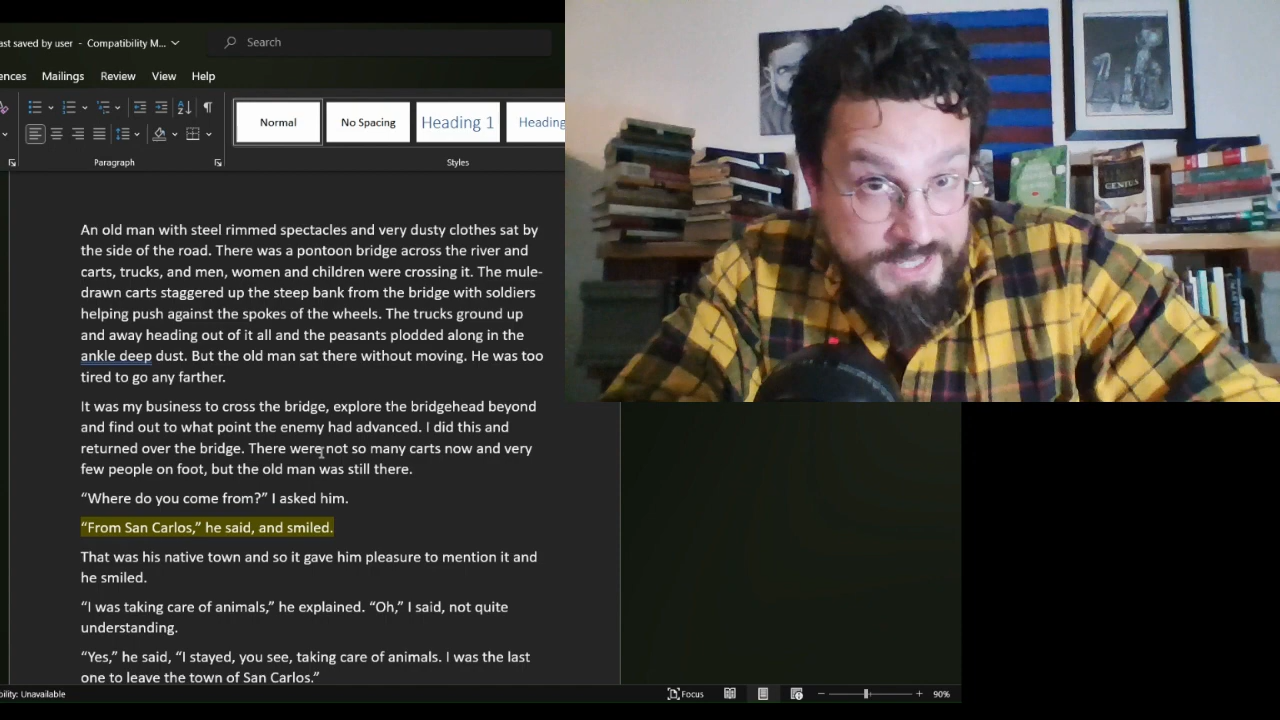 ast saved by user - Compatibility M...
Search
ences Mailings Review View Help
Normal
No Spacing
Heading 1
Heading
Paragraph
Styles
An old man with steel rimmed spectacles and very dusty clothes sat by
the side of the road. There was a pontoon bridge across the river and
carts, trucks, and men, women and children were crossing it. The mule-
drawn carts staggered up the steep bank from the bridge with soldiers
helping push against the spokes of the wheels. The trucks ground up
and away heading out of it all and the peasants plodded along in the
ankle deep dust. But the old man sat there without moving. He was too
tired to go any farther.
It was my business to cross the bridge, explore the bridgehead beyond
and find out to what point the enemy had advanced. I did this and
returned over the bridge. There were not so many carts now and very
few people on foot, but the old man was still there.
“Where do you come from?” I asked him.
“From San Carlos,” he said, and smiled.
That was his native town and so it gave him pleasure to mention it and
he smiled.
“I was taking care of animals,” he explained. “Oh,” I said, not quite
understanding.
“Yes,” he said, “I stayed, you see, taking care of animals. I was the last
one to leave the town of San Carlos.”
bility: Unavailable
Focus
90%
GENIUS